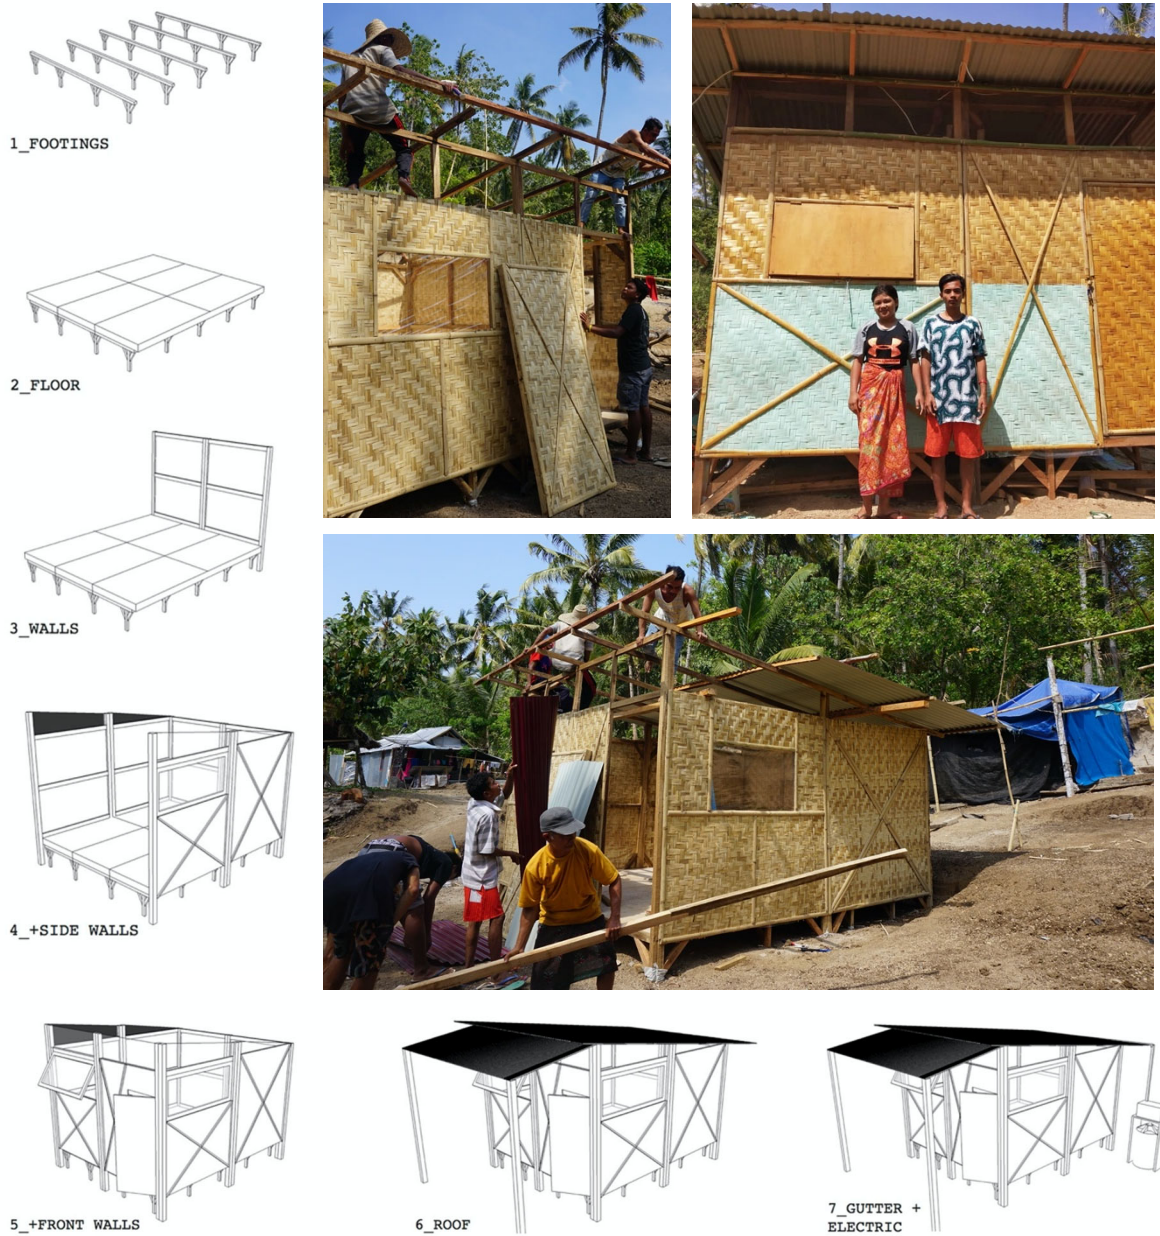 1_FOOTINGS
2_FLOOR
3_WALLS
4_+SIDE WALLS
5_+FRONT WALLS
6_ROOF
7_GUTTER +
ELECTRIC